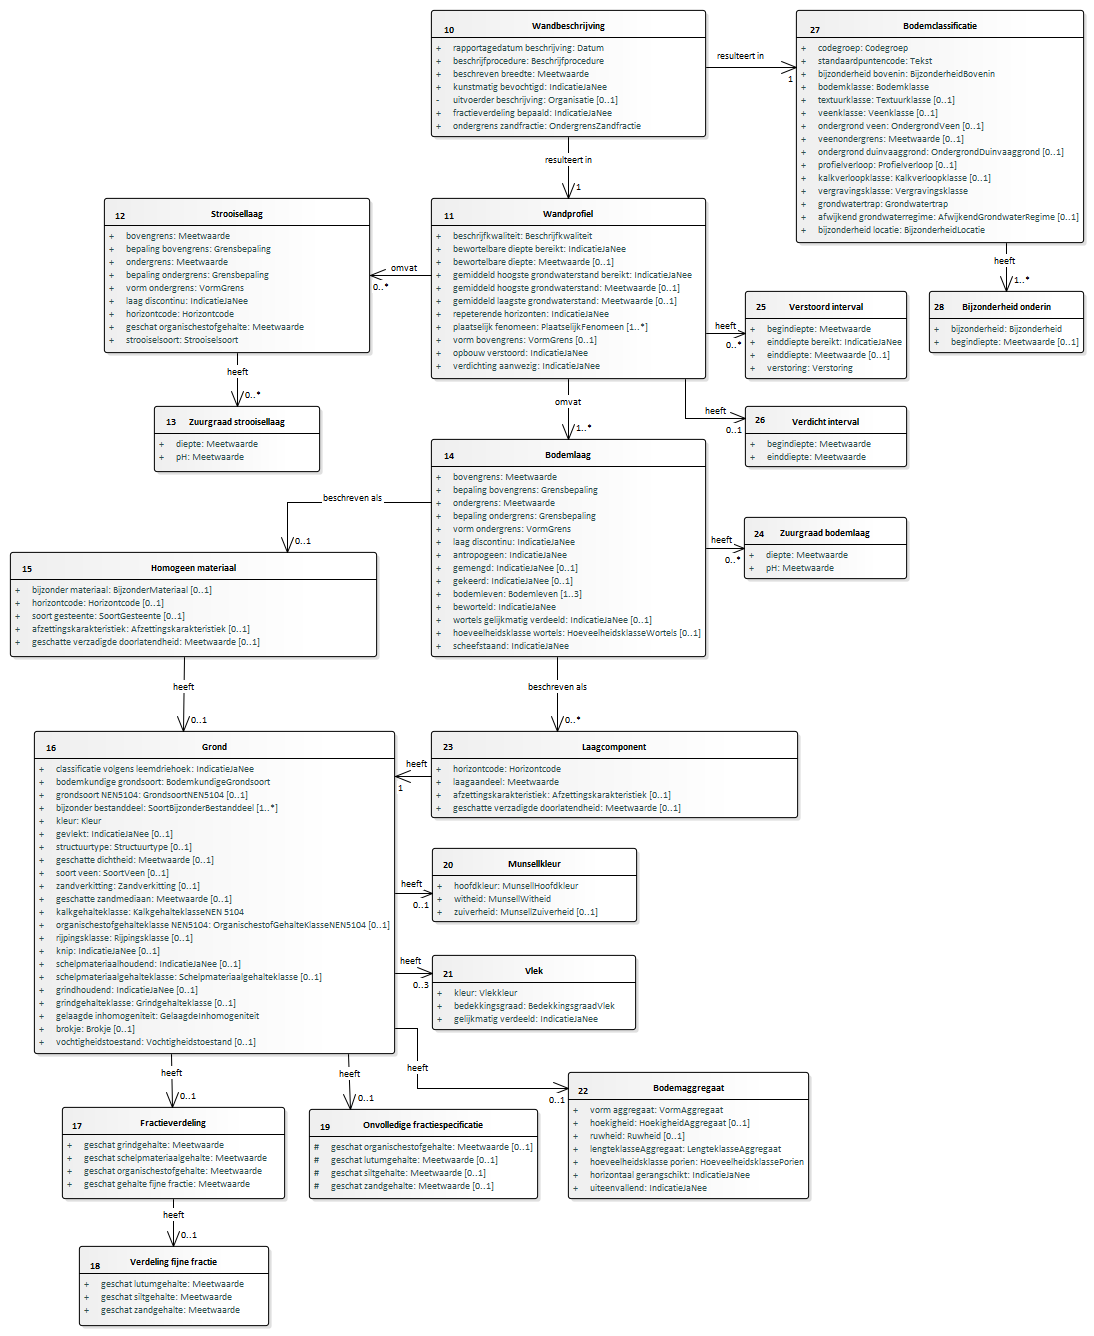 10 Wandbeschrijving
+ rapportagedatum beschrijving: Datum
+ beschrijfprocedure: Beschrijfprocedure
+ beschreven breedte: Meetwaarde
+ kunstmatig bevochtigd: IndicatieJaNee
- uitvoerder beschrijving: Organisatie [0..1]
+ fractieverdeling bepaald: IndicatieJaNee
+ ondergrens zandfractie: OndergrensZandfractie
resulteert in
1
27 Bodemclassificatie
+ codegroep: Codegroep
+ standaardpuntencode: Tekst
+ bijzonderheid bovenin: BijzonderheidBovenin
+ bodemklasse: Bodemklasse
+ textuurklasse: Textuurklasse [0..1]
+ veenklasse: Veenklasse [0..1]
+ ondergrond veen: OndergrondVeen [0..1]
+ veenondergrens: Meetwaarde [0..1]
+ ondergrond duinvaaggrond: OndergrondDuinvaaggrond [0..1]
+ profielverloop: Profielverloop [0..1]
+ kalkverloopklasse: Kalkverloopklasse [0..1]
+ vergravingsklasse: Vergravingsklasse
+ grondwatertrap: Grondwatertrap
+ afwijkend grondwaterregime: AfwijkendGrondwaterRegime [0..1]
+ bijzonderheid locatie: BijzonderheidLocatie
resulteert in
1
heeft
1..*
12 Strooisellaag
+ bovengrens: Meetwaarde
+ bepaling bovengrens: Grensbepaling
+ ondergrens: Meetwaarde
+ bepaling ondergrens: Grensbepaling
+ vorm ondergrens: VormGrens
+ laag discontinu: IndicatieJaNee
+ horizontcode: Horizontcode
+ geschat organischestofgehalte: Meetwaarde
+ strooiselsoort: Strooiselsoort
omvat
0..*
11 Wandprofiel
+ beschrijfkwaliteit: Beschrijfkwaliteit
+ bewortelbare diepte bereikt: IndicatieJaNee
+ bewortelbare diepte: Meetwaarde [0..1]
+ gemiddeld hoogste grondwaterstand bereikt: IndicatieJaNee
+ gemiddeld hoogste grondwaterstand: Meetwaarde [0..1]
+ gemiddeld laagste grondwaterstand: Meetwaarde [0..1]
+ repeterende horizonten: IndicatieJaNee
+ plaatselijk fenomeen: PlaatselijkFenomeen [1..*]
+ vorm bovengrens: VormGrens [0..1]
+ opbouw verstoord: IndicatieJaNee
+ verdichting aanwezig: IndicatieJaNee
heeft
0..*
25 Verstoord interval
+ begindiepte: Meetwaarde
+ einddiepte bereikt: IndicatieJaNee
+ einddiepte: Meetwaarde [0..1]
+ verstoring: Verstoring
28 Bijzonderheid onderin
+ bijzonderheid: Bijzonderheid
+ begindiepte: Meetwaarde [0..1]
heeft
0..*
13 Zuurgraad strooisellaag
+ diepte: Meetwaarde
+ pH: Meetwaarde
omvat
1..*
heeft
0..1
26 Verdicht interval
+ begindiepte: Meetwaarde
+ einddiepte: Meetwaarde
14 Bodemlaag
+ bovengrens: Meetwaarde
+ bepaling bovengrens: Grensbepaling
+ ondergrens: Meetwaarde
+ bepaling ondergrens: Grensbepaling
+ vorm ondergrens: VormGrens
+ laag discontinu: IndicatieJaNee
+ antropogeen: IndicatieJaNee
+ gemengd: IndicatieJaNee [0..1]
+ gekeerd: IndicatieJaNee [0..1]
+ bodemleven: Bodemleven [1..3]
+ beworteld: IndicatieJaNee
+ wortels gelijkmatig verdeeld: IndicatieJaNee [0..1]
+ hoeveelheidsklasse wortels: HoeveelheidsklasseWortels [0..1]
+ scheefstaand: IndicatieJaNee
heeft
0..*
24 Zuurgraad bodemlaag
+ diepte: Meetwaarde
+ pH: Meetwaarde
beschreven als
0..1
15 Homogeen materiaal
+ bijzonder materiaal: BijzonderMateriaal [0..1]
+ horizontcode: Horizontcode [0..1]
+ soort gesteente: SoortGesteente [0..1]
+ afzettingskarakteristiek: Afzettingskarakteristiek [0..1]
+ geschatte verzadigde doorlatendheid: Meetwaarde [0..1]
heeft
0..1
beschreven als
0..*
16 Grond
+ classificatie volgens leemdriehoek: IndicatieJaNee
+ bodemkundige grondsoort: BodemkundigeGrondsoort
+ grondsoort NEN5104: GrondsoortNEN5104 [0..1]
+ bijzonder bestanddeel: SoortBijzonderBestanddeel [1..*]
+ kleur: Kleur
+ gevlekt: IndicatieJaNee [0..1]
+ structuurtype: Structuurtype [0..1]
+ geschatte dichtheid: Meetwaarde [0..1]
+ soort veen: SoortVeen [0..1]
+ zandverkitting: Zandverkitting [0..1]
+ geschatte zandmediaan: Meetwaarde [0..1]
+ kalkgehalteklasse: KalkgehalteklasseNEN 5104
+ organischestofgehalteklasse NEN5104: OrganischestofGehalteKlasseNEN5104 [0..1]
+ rijpingsklasse: Rijpingsklasse [0..1]
+ knip: IndicatieJaNee [0..1]
+ schelpmateriaalhoudend: IndicatieJaNee [0..1]
+ schelpmateriaalgehalteklasse: Schelpmateriaalgehalteklasse [0..1]
+ grindhoudend: IndicatieJaNee [0..1]
+ grindgehalteklasse: Grindgehalteklasse [0..1]
+ gelaagde inhomogeniteit: GelaagdeInhomogeniteit
+ brokje: Brokje [0..1]
+ vochtigheidstoestand: Vochtigheidstoestand [0..1]
heeft
1
23 Laagcomponent
+ horizontcode: Horizontcode
+ laagaandeel: Meetwaarde
+ afzettingskarakteristiek: Afzettingskarakteristiek [0..1]
+ geschatte verzadigde doorlatendheid: Meetwaarde [0..1]
heeft
0..1
20 Munsellkleur
+ hoofdkleur: MunsellHoofdkleur
+ witheid: MunsellWitheid
+ zuiverheid: MunsellZuiverheid [0..1]
heeft
0..3
21 Vlek
+ kleur: Vlekkleur
+ bedekkingsgraad: BedekkingsgraadVlek
+ gelijkmatig verdeeld: IndicatieJaNee
heeft
0..1
heeft
0..1
heeft
0..1
22 Bodemaggregaat
+ vorm aggregaat: VormAggregaat
+ hoekigheid: HoekigheidAggregaat [0..1]
+ ruwheid: Ruwheid [0..1]
+ lengteklasseAggregaat: LengteklasseAggregaat
+ hoeveelheidsklasse porien: HoeveelheidsklassePorien
+ horizontaal gerangschikt: IndicatieJaNee
+ uiteenvallend: IndicatieJaNee
17 Fractieverdeling
+ geschat grindgehalte: Meetwaarde
+ geschat schelpmateriaalgehalte: Meetwaarde
+ geschat organischestofgehalte: Meetwaarde
+ geschat gehalte fijne fractie: Meetwaarde
19 Onvolledige fractiespecificatie
# geschat organischestofgehalte: Meetwaarde [0..1]
# geschat lutumgehalte: Meetwaarde [0..1]
# geschat siltgehalte: Meetwaarde [0..1]
# geschat zandgehalte: Meetwaarde [0..1]
heeft
0..1
18 Verdeling fijne fractie
+ geschat lutumgehalte: Meetwaarde
+ geschat siltgehalte: Meetwaarde
+ geschat zandgehalte: Meetwaarde